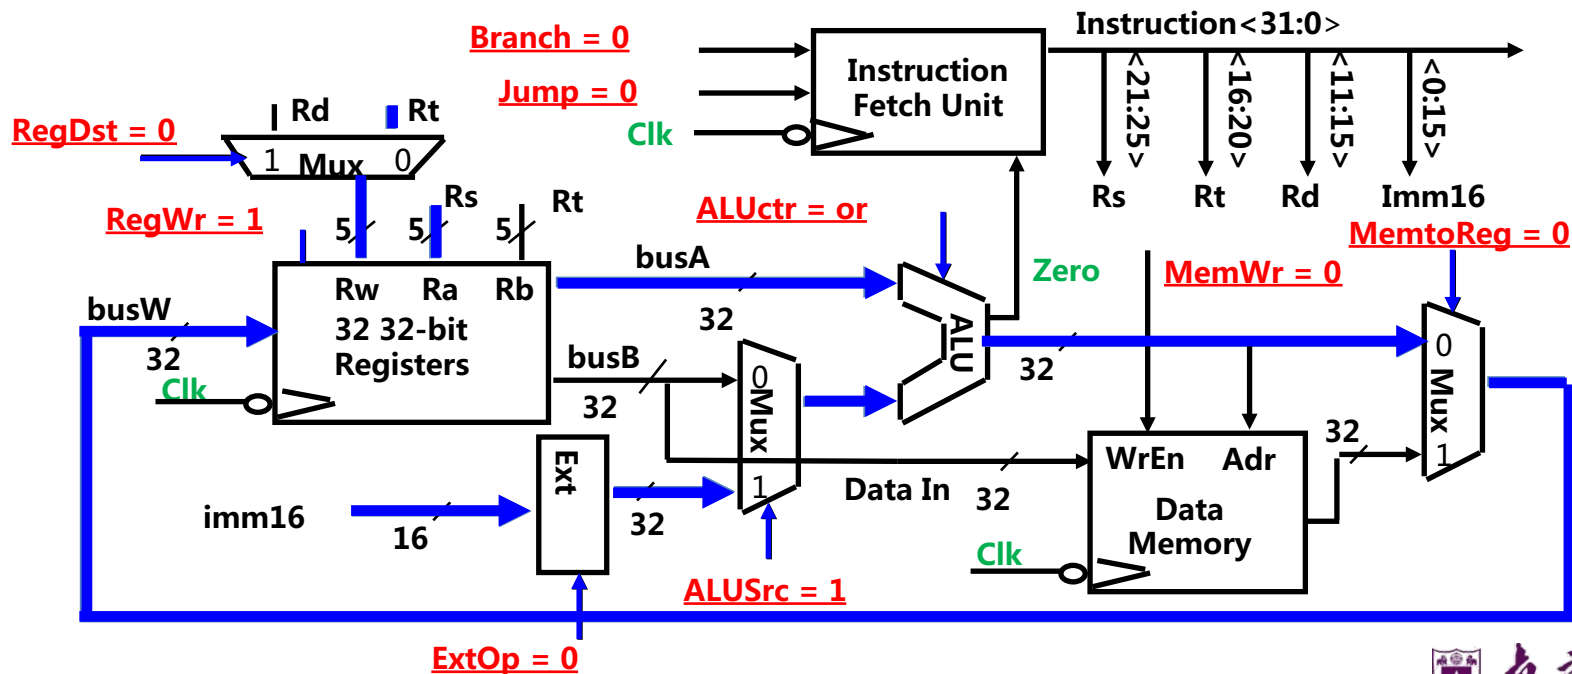 Branch = 0
Instruction<31:0>
Jump = 0
Instruction
Fetch Unit
Clk
<21:25>
<16:20>
<11:15>
<0:15>
Rs
Rt
Rd
Imm16
Rd
Rt
RegDst = 0
1
Mux
0
RegWr = 1
5
5
Rs
5
Rt
ALUctr = or
MemtoReg = 0
busA
32
Zero
MemWr = 0
busW
32
Rw
Ra
Rb
32 32-bit
Registers
Clk
busB
32
0
Mux
1
ALU
32
0
Mux
1
32
WrEn
Adr
Data
Memory
Clk
Data In
32
imm16
16
Ext
32
ALUSrc = 1
ExtOp = 0